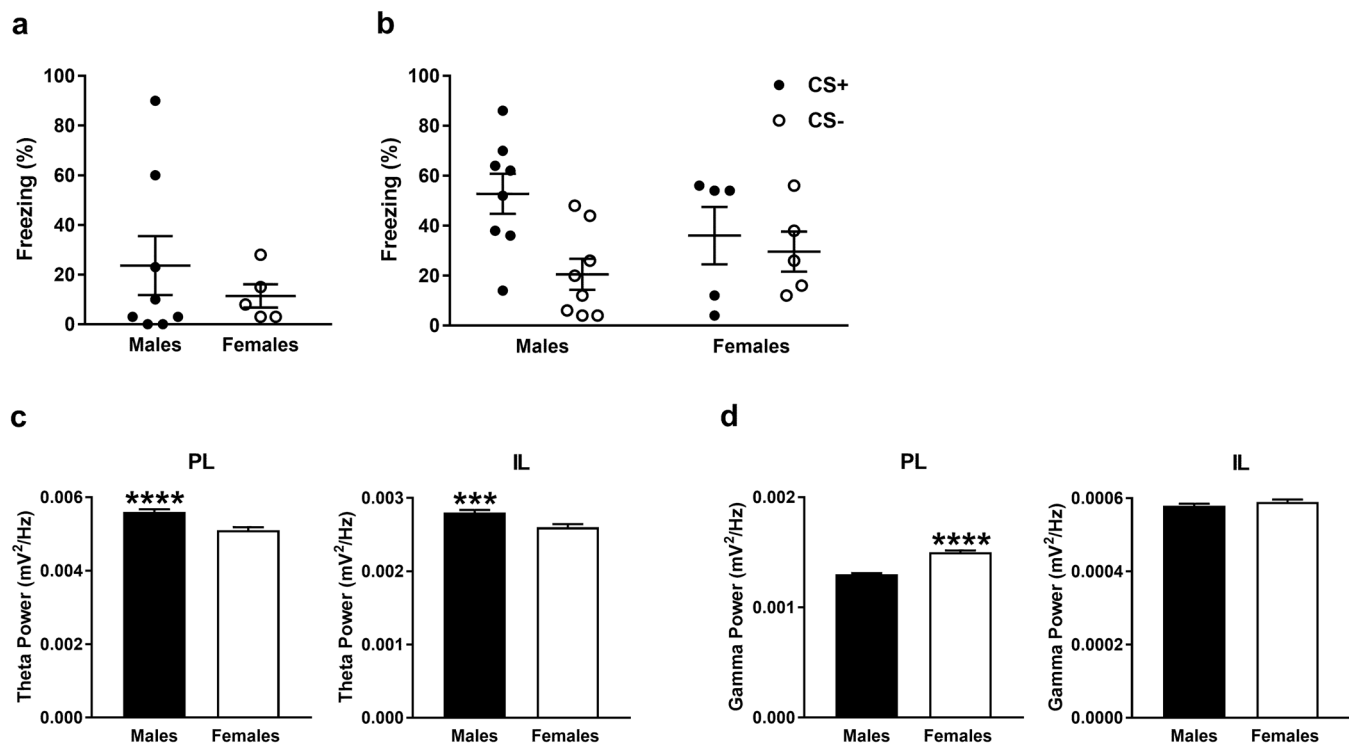 a
b
100
80
60
40
20
0
Freezing (%)
Males Females
100
80
60
40
20
0
Freezing (%)
CS+
CS-
Males Females
c
d
PL
0.006
0.004
0.002
0.000
Theta Power (mV²/Hz)
****
Males Females
IL
0.003
0.002
0.001
0.000
Theta Power (mV²/Hz)
***
Males Females
PL
0.002
0.001
0.000
Gamma Power (mV²/Hz)
****
Males Females
IL
0.0006
0.0004
0.0002
0.0000
Gamma Power (mV²/Hz)
Males Females